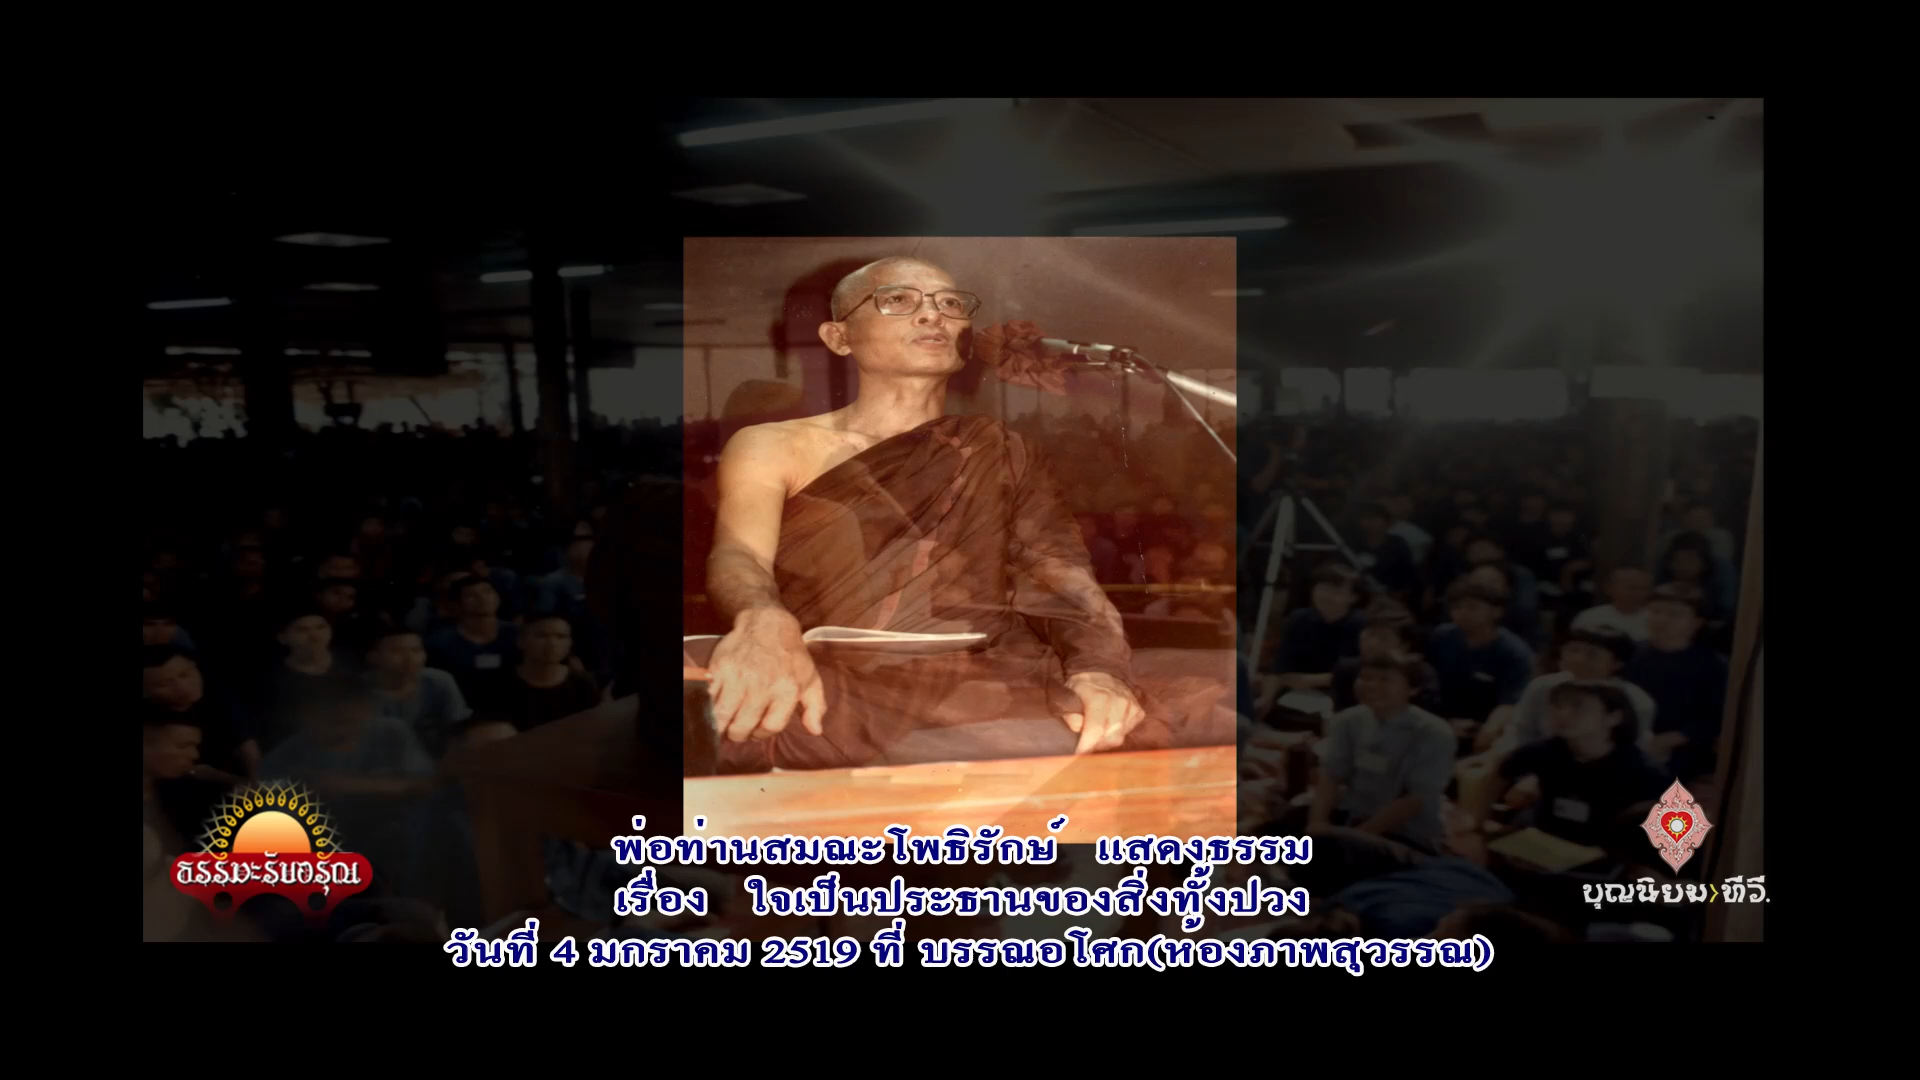 พ่อท่านสมณะโพธิรักษ์ แสดงธรรม
เรื่อง ใจเป็นประธานของสิ่งทั้งปวง
วันที่ 4 มกราคม 2519 ที่ บรรณอโศก(ห้องภาพสุวรรณ)
ธรรมะรับอรุณ
บุญนิยม>ทีวี.